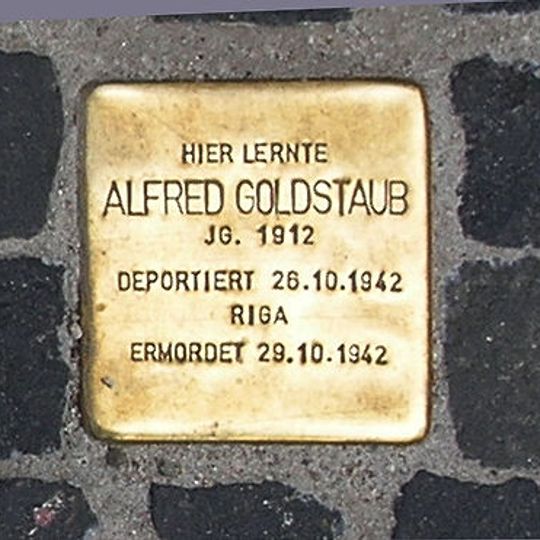 HIER LERNTE
ALFRED GOLDSTAUB
JG. 1912
DEPORTIERT 26.10.1942
RIGA
ERMORDET 29.10.1942